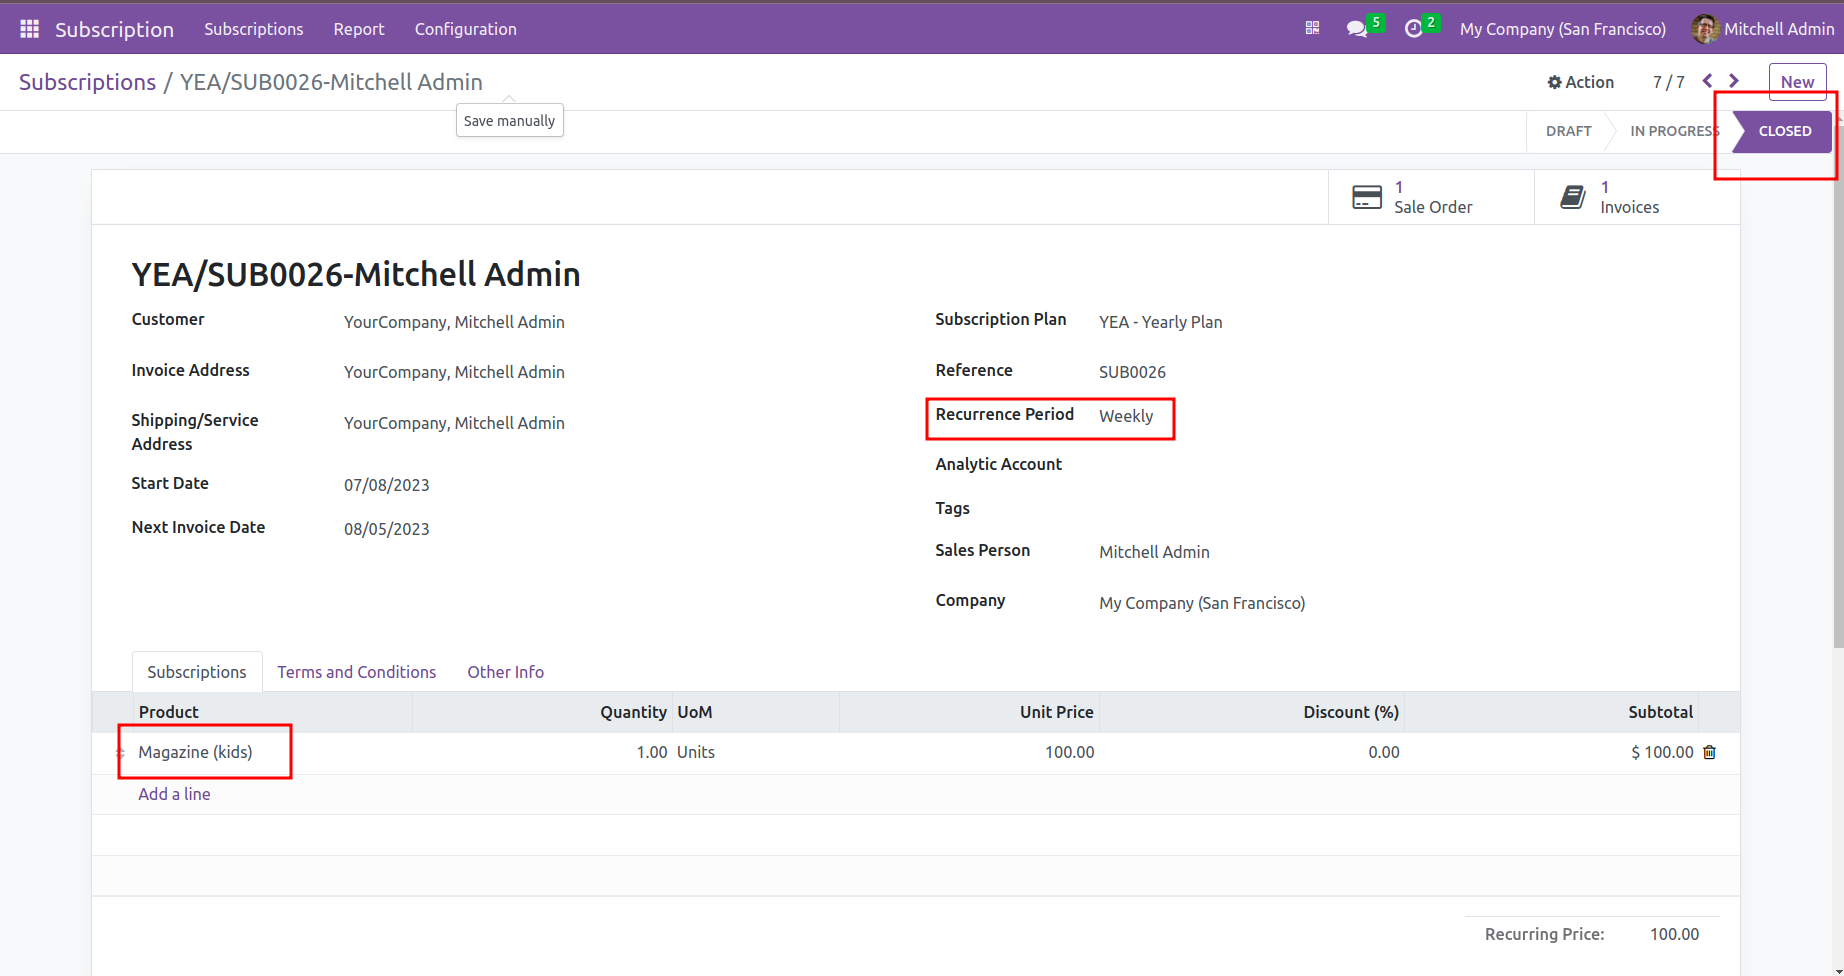 Subscription Subscriptions Report Configuration 5 2 My Company (San Francisco) Mitchell Admin
Subscriptions / YEA/SUB0026-Mitchell Admin Action 7 / 7 New
Save manually
DRAFT IN PROGRESS CLOSED
1 Sale Order
1 Invoices
YEA/SUB0026-Mitchell Admin
Customer YourCompany, Mitchell Admin
Invoice Address YourCompany, Mitchell Admin
Shipping/Service Address YourCompany, Mitchell Admin
Start Date 07/08/2023
Next Invoice Date 08/05/2023
Subscription Plan YEA - Yearly Plan
Reference SUB0026
Recurrence Period Weekly
Analytic Account
Tags
Sales Person Mitchell Admin
Company My Company (San Francisco)
Subscriptions Terms and Conditions Other Info
Product Quantity UoM Unit Price Discount (%) Subtotal
Magazine (kids) 1.00 Units 100.00 0.00 $ 100.00
Add a line
Recurring Price: 100.00